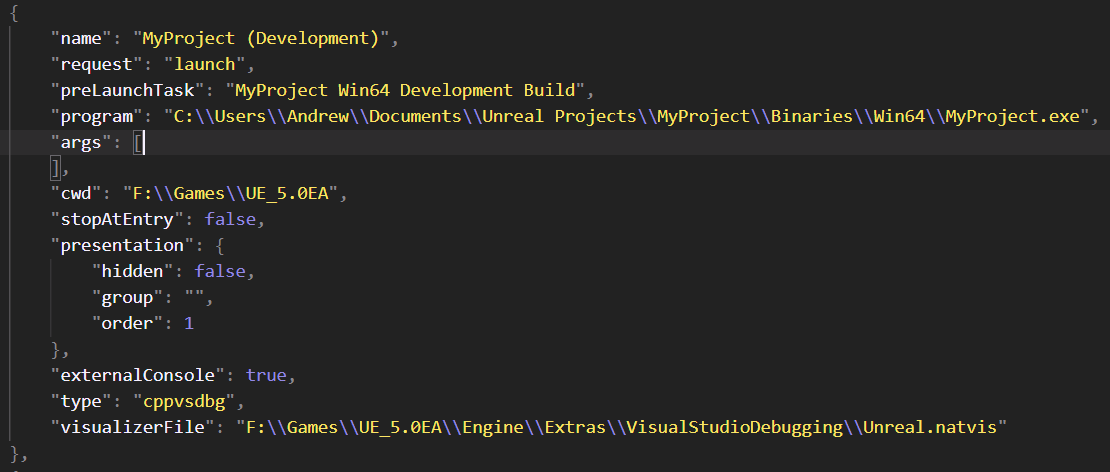 {
    "name": "MyProject (Development)",
    "request": "launch",
    "preLaunchTask": "MyProject Win64 Development Build",
    "program": "C:\\Users\\Andrew\\Documents\\Unreal Projects\\MyProject\\Binaries\\Win64\\MyProject.exe",
    "args": [
    ],
    "cwd": "F:\\Games\\UE_5.0EA",
    "stopAtEntry": false,
    "presentation": {
        "hidden": false,
        "group": "",
        "order": 1
    },
    "externalConsole": true,
    "type": "cppvsdbg",
    "visualizerFile": "F:\\Games\\UE_5.0EA\\Engine\\Extras\\VisualStudioDebugging\\Unreal.natvis"
},